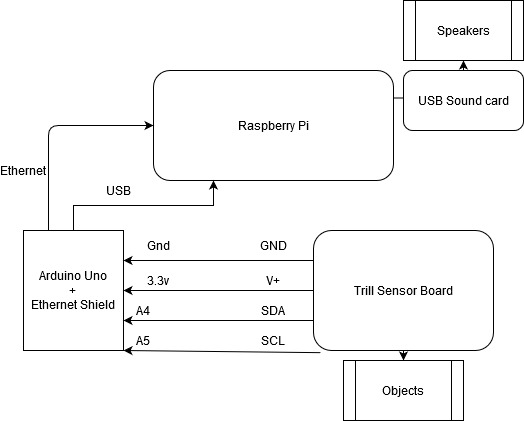 Speakers
USB Sound card
Raspberry Pi
Ethernet
USB
Gnd GND
3.3v V+
A4 SDA
A5 SCL
Arduino Uno
+
Ethernet Shield
Trill Sensor Board
Objects